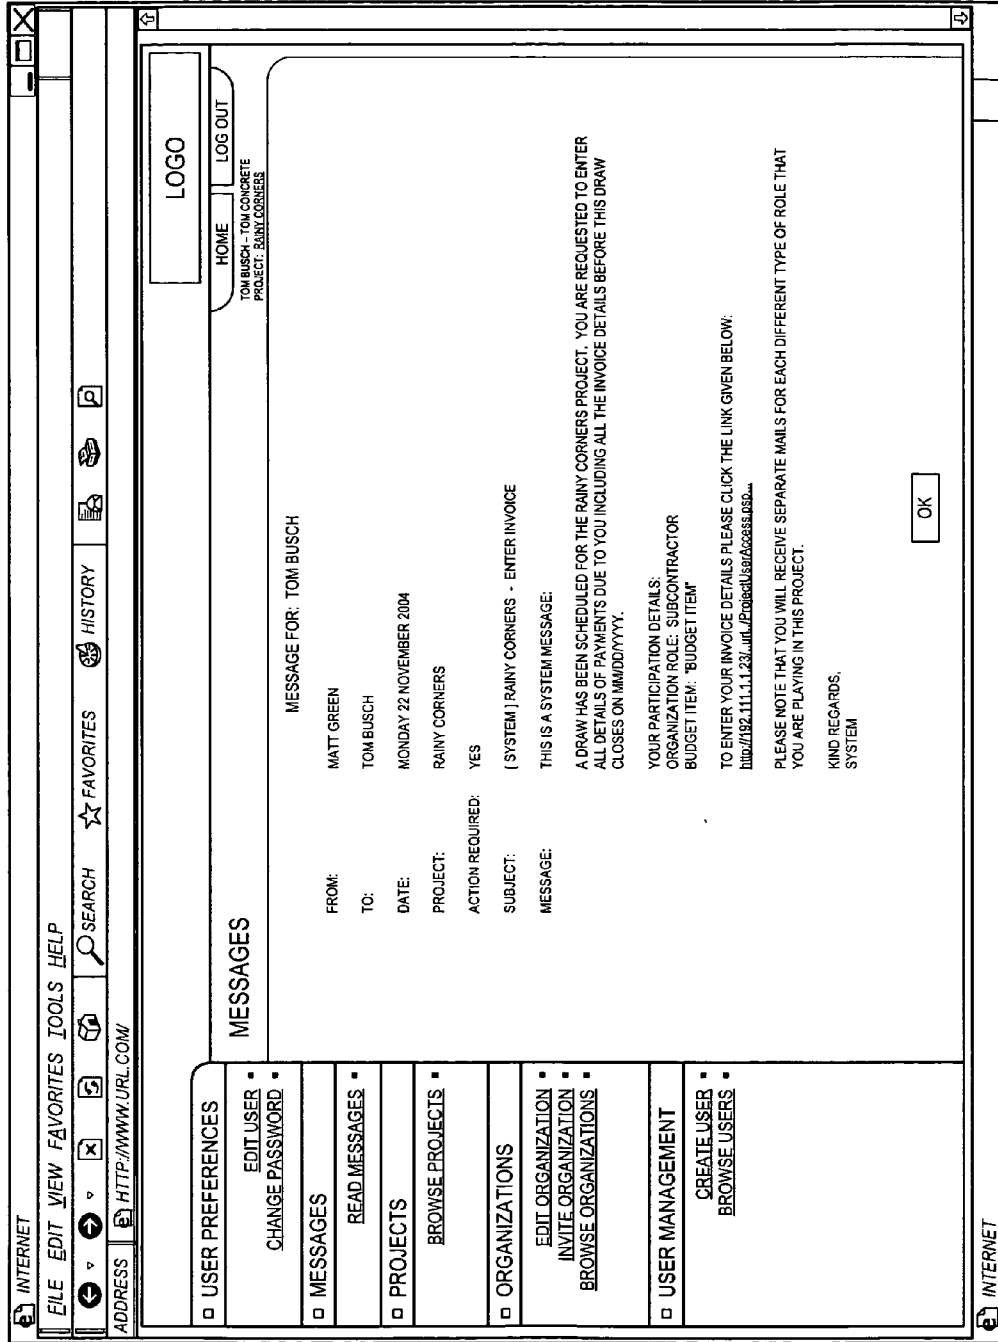 INTERNET
FILE EDIT VIEW FAVORITES TOOLS HELP
SEARCH FAVORITES HISTORY
ADDRESS HTTP://WWW.URL.COM/
LOGO
HOME LOG OUT
TOM BUSCH – TOM CONCRETE
PROJECT: RAINY CORNERS
USER PREFERENCES
EDIT USER
CHANGE PASSWORD
MESSAGES
READ MESSAGES
PROJECTS
BROWSE PROJECTS
ORGANIZATIONS
EDIT ORGANIZATION
INVITE ORGANIZATION
BROWSE ORGANIZATIONS
USER MANAGEMENT
CREATE USER
BROWSE USERS
MESSAGES
MESSAGE FOR: TOM BUSCH
FROM: MATT GREEN
TO: TOM BUSCH
DATE: MONDAY 22 NOVEMBER 2004
PROJECT: RAINY CORNERS
ACTION REQUIRED: YES
SUBJECT: [ SYSTEM ] RAINY CORNERS - ENTER INVOICE
MESSAGE: THIS IS A SYSTEM MESSAGE:
A DRAW HAS BEEN SCHEDULED FOR THE RAINY CORNERS PROJECT. YOU ARE REQUESTED TO ENTER
ALL DETAILS OF PAYMENTS DUE TO YOU INCLUDING ALL THE INVOICE DETAILS BEFORE THIS DRAW
CLOSES ON MM/DD/YYYY.
YOUR PARTICIPATION DETAILS:
ORGANIZATION ROLE: SUBCONTRACTOR
BUDGET ITEM: "BUDGET ITEM"
TO ENTER YOUR INVOICE DETAILS PLEASE CLICK THE LINK GIVEN BELOW:
http://192.111.1.23/...url../ProjectUserAccess.psp...
PLEASE NOTE THAT YOU WILL RECEIVE SEPARATE MAILS FOR EACH DIFFERENT TYPE OF ROLE THAT
YOU ARE PLAYING IN THIS PROJECT.
KIND REGARDS,
SYSTEM
OK
INTERNET